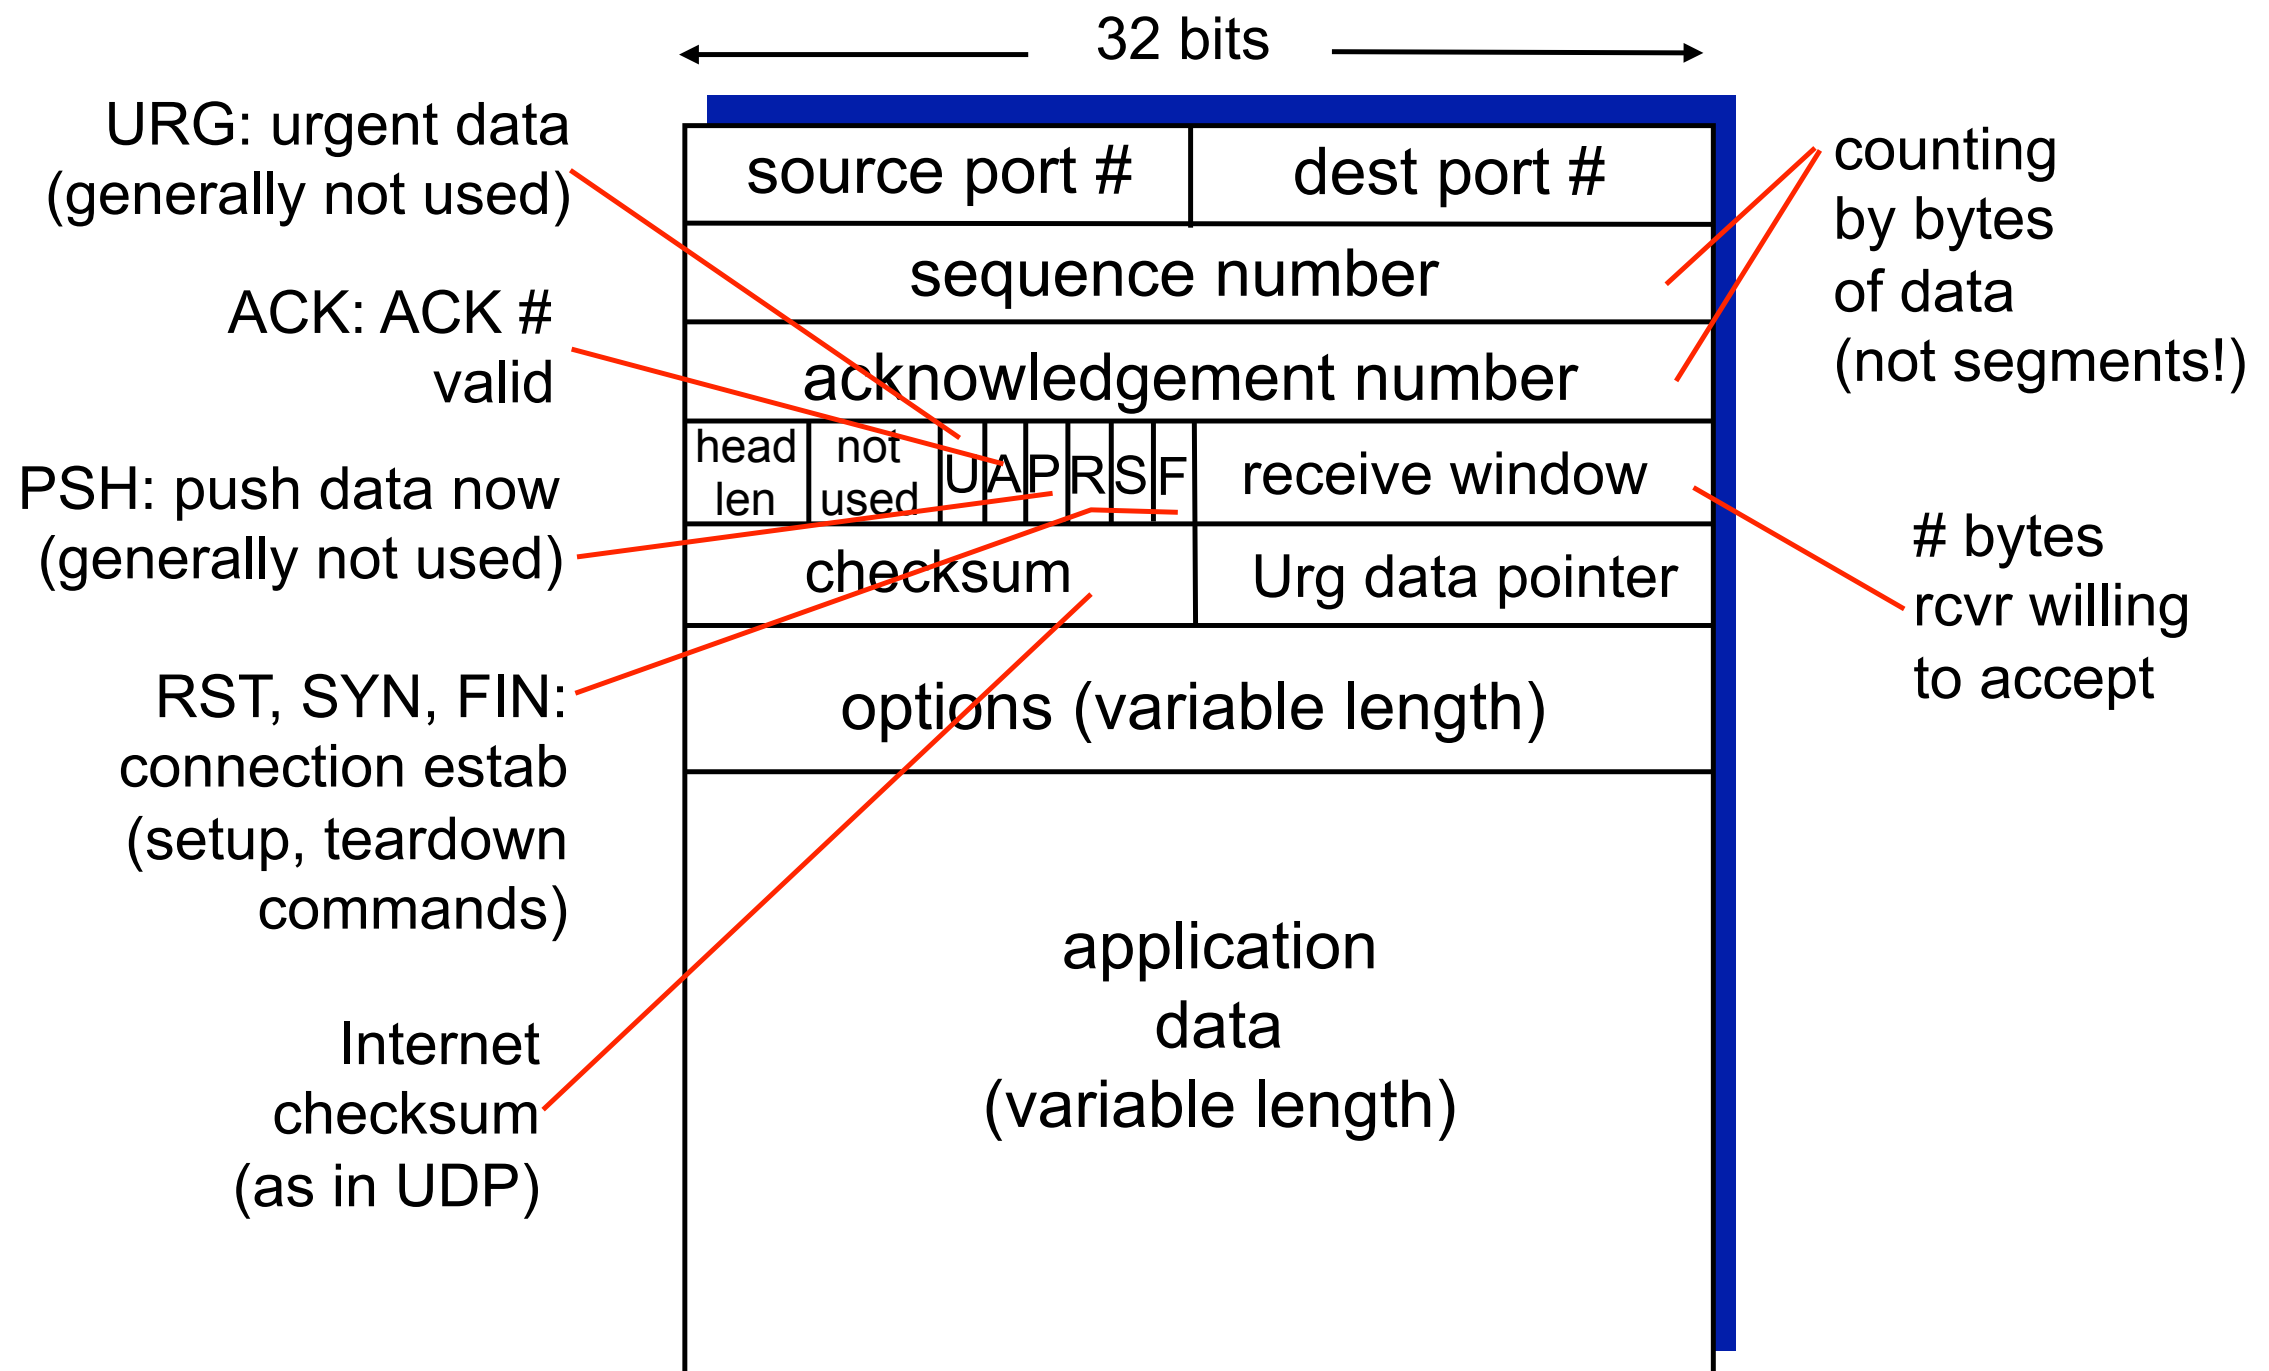 32 bits
URG: urgent data
(generally not used)
ACK: ACK #
valid
PSH: push data now
(generally not used)
RST, SYN, FIN:
connection estab
(setup, teardown
commands)
Internet
checksum
(as in UDP)
source port #
dest port #
sequence number
acknowledgement number
head
len
not
used
U
A
P
R
S
F
receive window
checksum
Urg data pointer
options (variable length)
application
data
(variable length)
counting
by bytes
of data
(not segments!)
# bytes
rcvr willing
to accept